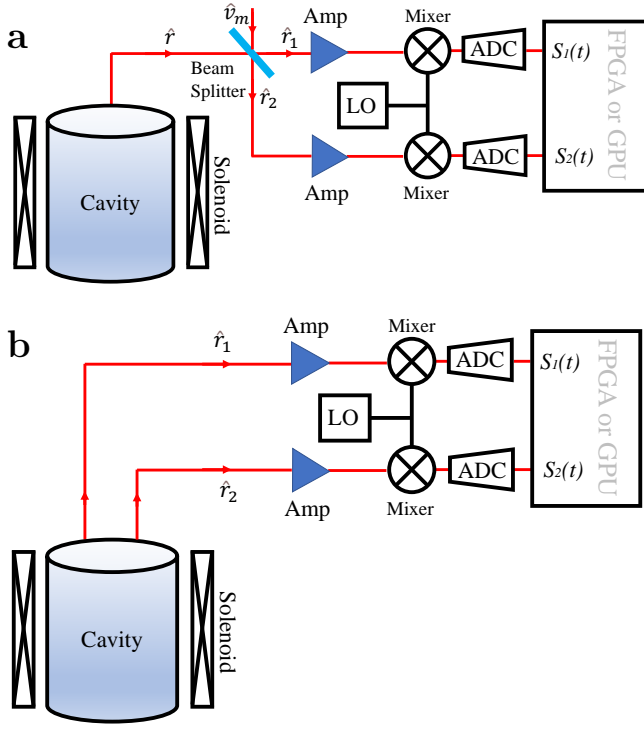 a
r̂
v̂m
r̂1
Amp
Mixer
ADC
S1(t)
Beam
Splitter
r̂2
LO
FPGA or GPU
Cavity
Solenoid
Amp
Mixer
ADC
S2(t)
b
r̂1
Amp
Mixer
ADC
S1(t)
LO
FPGA or GPU
r̂2
Amp
Mixer
ADC
S2(t)
Cavity
Solenoid